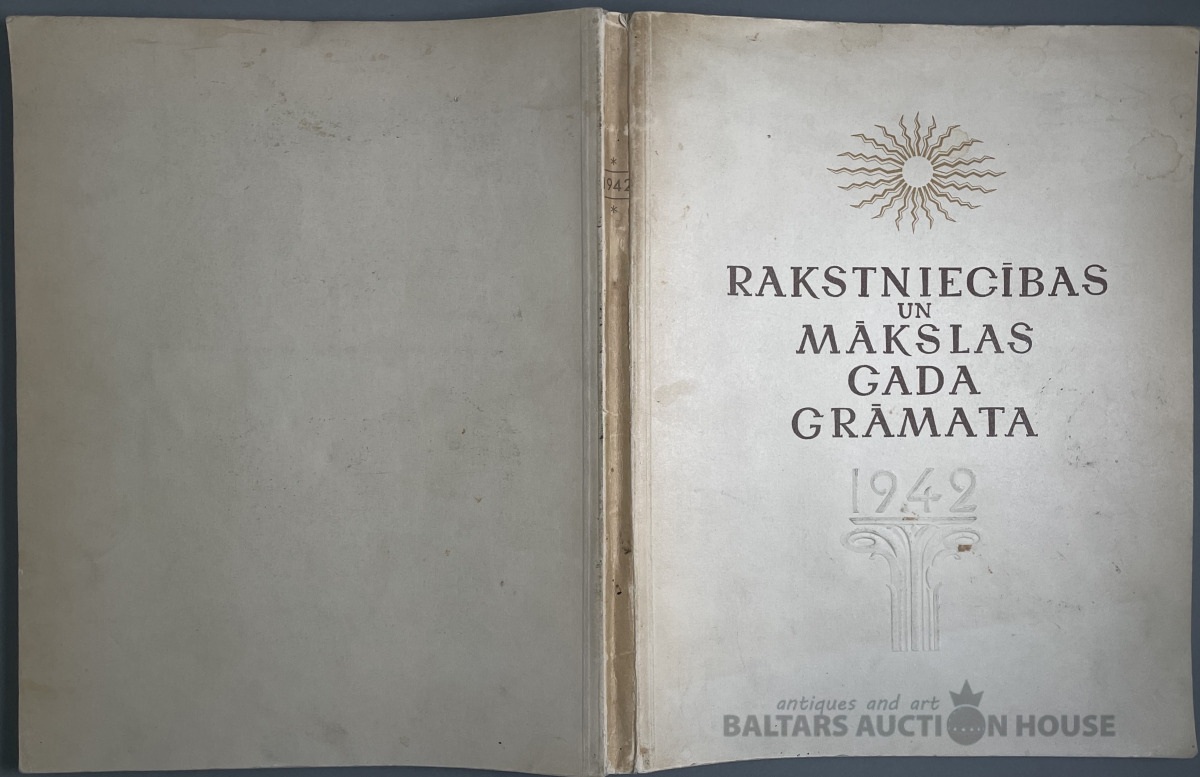 *
1942
*
RAKSTNIECĪBAS
UN
MĀKSLAS
GADA
GRĀMATA
1942
antiques and art
BALTARS AUCTION HOUSE